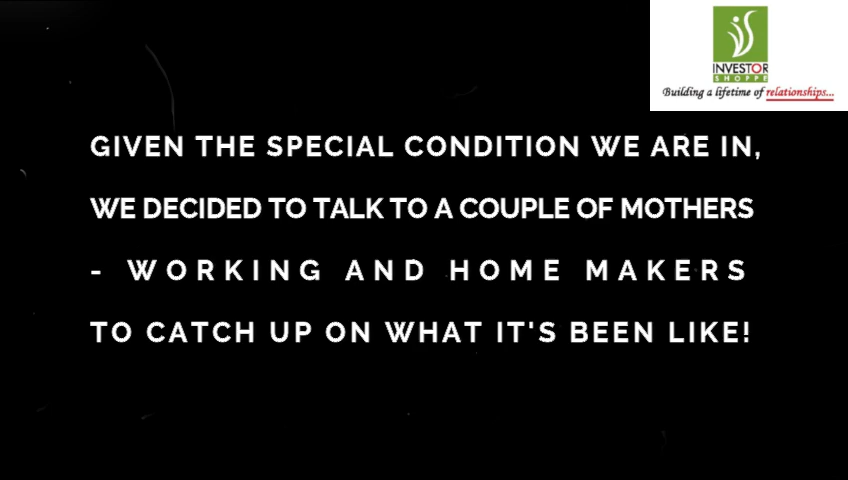 INVESTOR
SHOPPE
Building a lifetime of relationships...
GIVEN THE SPECIAL CONDITION WE ARE IN,
WE DECIDED TO TALK TO A COUPLE OF MOTHERS
- WORKING AND HOME MAKERS
TO CATCH UP ON WHAT IT'S BEEN LIKE!